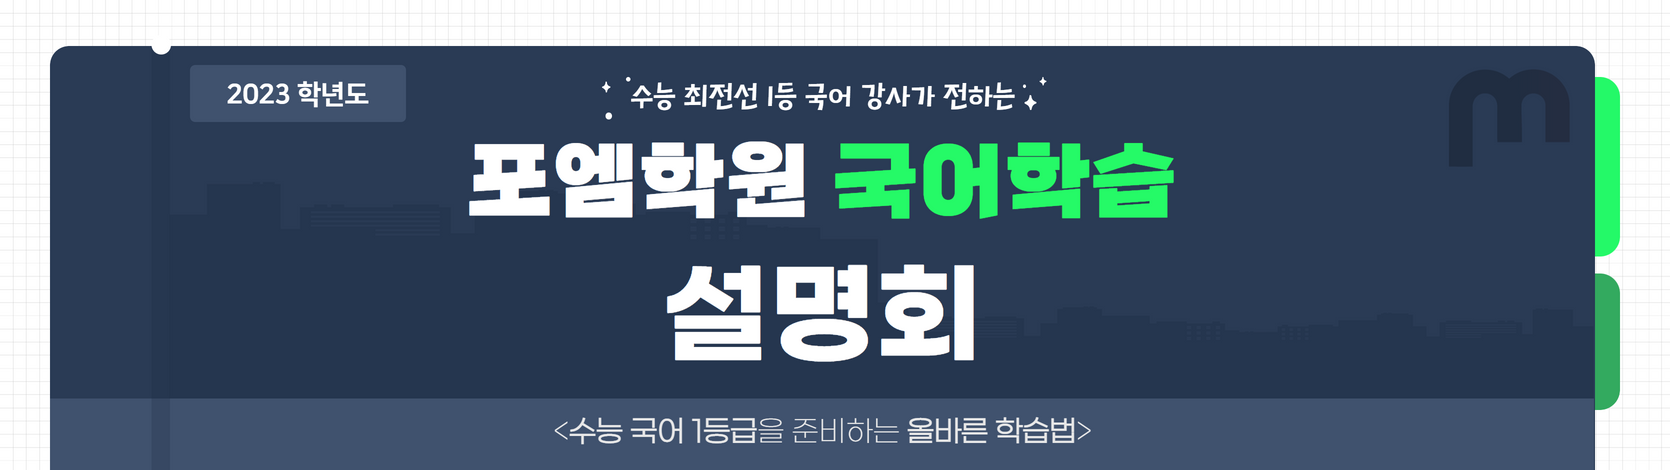 2023 학년도
수능 최전선 1등 국어 강사가 전하는
포엠학원 국어학습
설명회
<수능 국어 1등급을 준비하는 올바른 학습법>